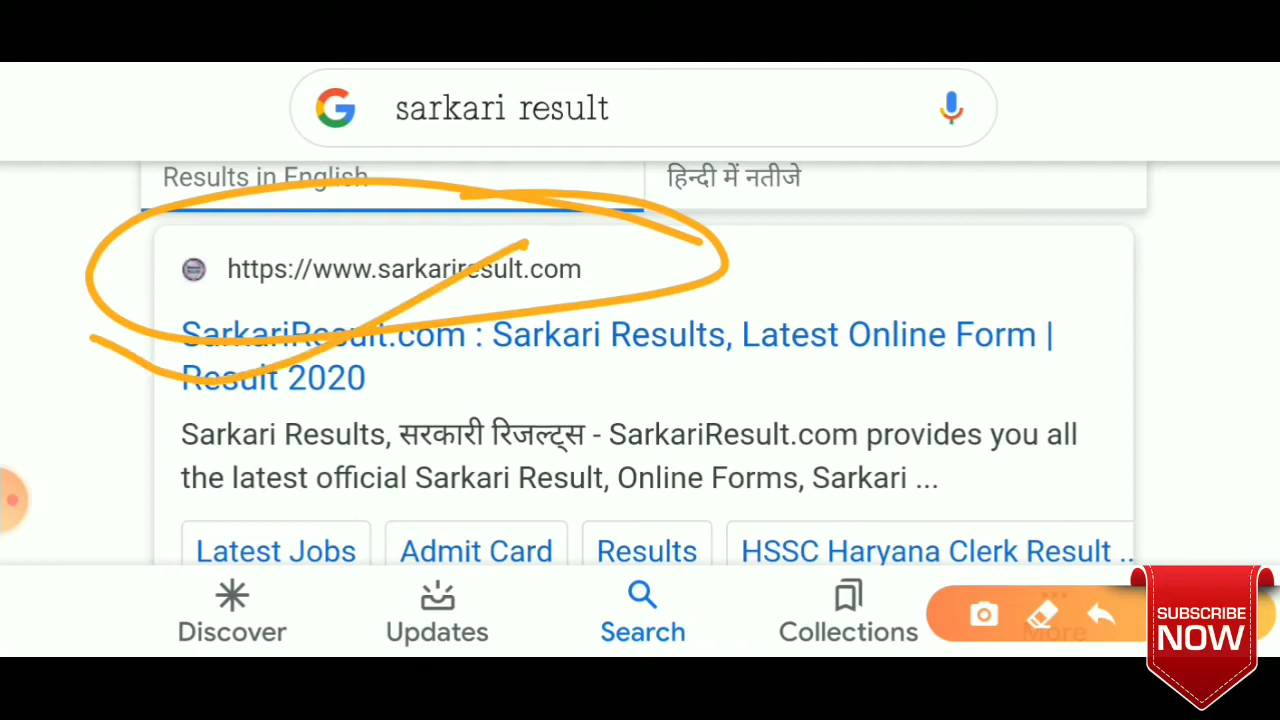 sarkari result
Results in English
हिन्दी में नतीजे
https://www.sarkariresult.com
SarkariResult.com : Sarkari Results, Latest Online Form |
Result 2020
Sarkari Results, सरकारी रिजल्ट्स - SarkariResult.com provides you all
the latest official Sarkari Result, Online Forms, Sarkari ...
Latest Jobs
Admit Card
Results
HSSC Haryana Clerk Result ..
Discover
Updates
Search
Collections
More
SUBSCRIBE
NOW